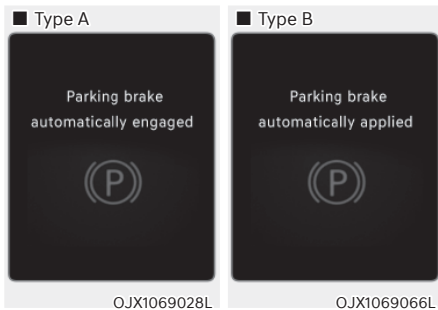 ■ Type A
Parking brake
automatically engaged
(P)
OJX1069028L
■ Type B
Parking brake
automatically applied
(P)
OJX1069066L